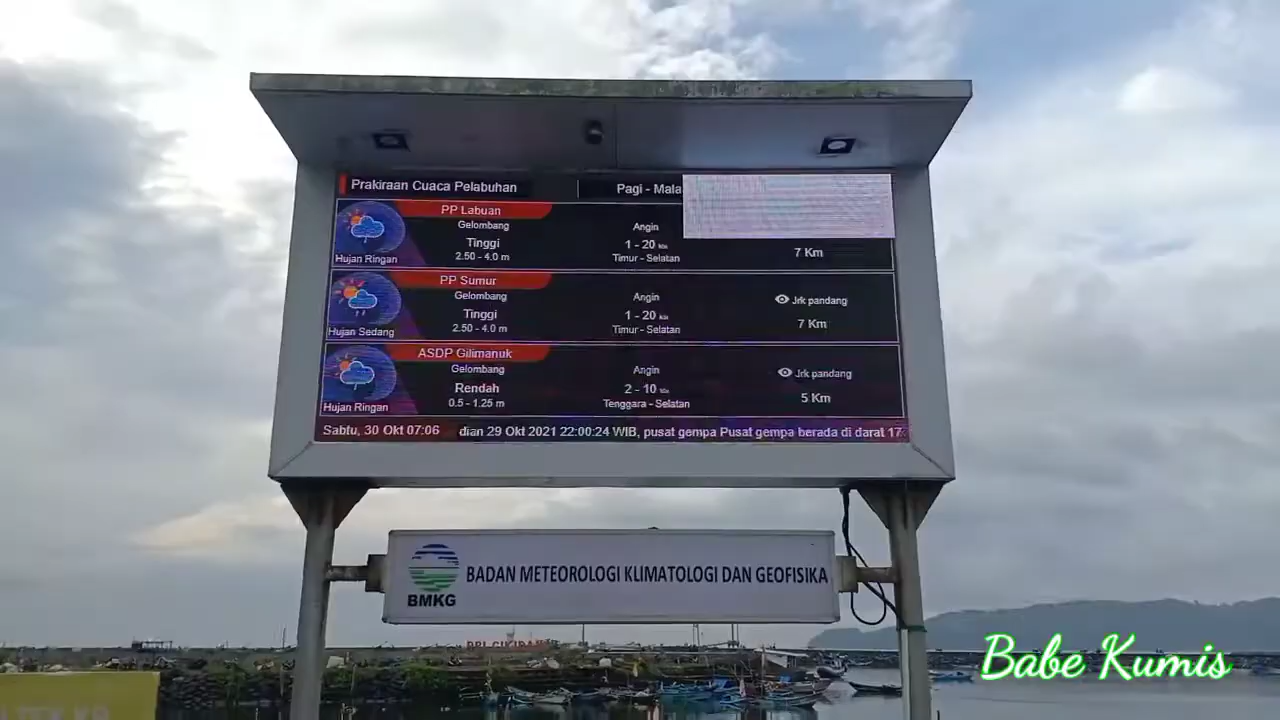 Prakiraan Cuaca Pelabuhan
Pagi - Mala
PP Labuan
Hujan Ringan
Gelombang
Tinggi
2.50 - 4.0 m
Angin
1 - 20 kts
Timur - Selatan
7 Km
PP Sumur
Hujan Sedang
Gelombang
Tinggi
2.50 - 4.0 m
Angin
1 - 20 kts
Timur - Selatan
Jrk pandang
7 Km
ASDP Gilimanuk
Hujan Ringan
Gelombang
Rendah
0.5 - 1.25 m
Angin
2 - 10 kts
Tenggara - Selatan
Jrk pandang
5 Km
Sabtu, 30 Okt 07:06 dian 29 Okt 2021 22:00:24 WIB, pusat gempa Pusat gempa berada di darat 17
BMKG
BADAN METEOROLOGI KLIMATOLOGI DAN GEOFISIKA
Babe Kumis